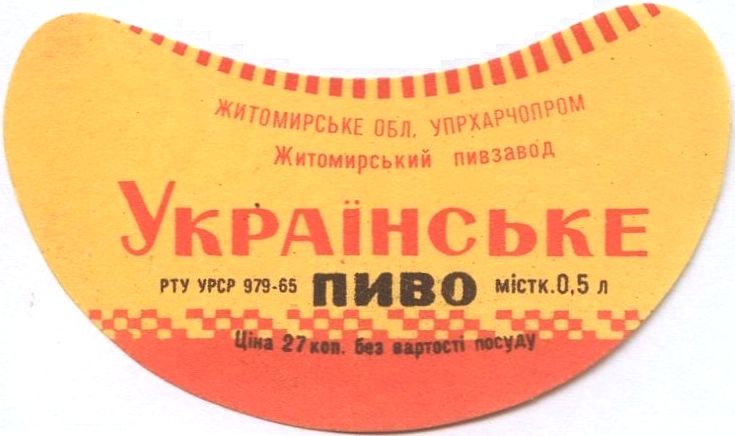 ЖИТОМИРСЬКЕ ОБЛ. УПРХАРЧОПРОМ
Житомирський пивзавод
УКРАЇНСЬКЕ
РТУ УРСР 979-65 ПИВО містк. 0,5 л
Ціна 27 коп. без вартості посуду